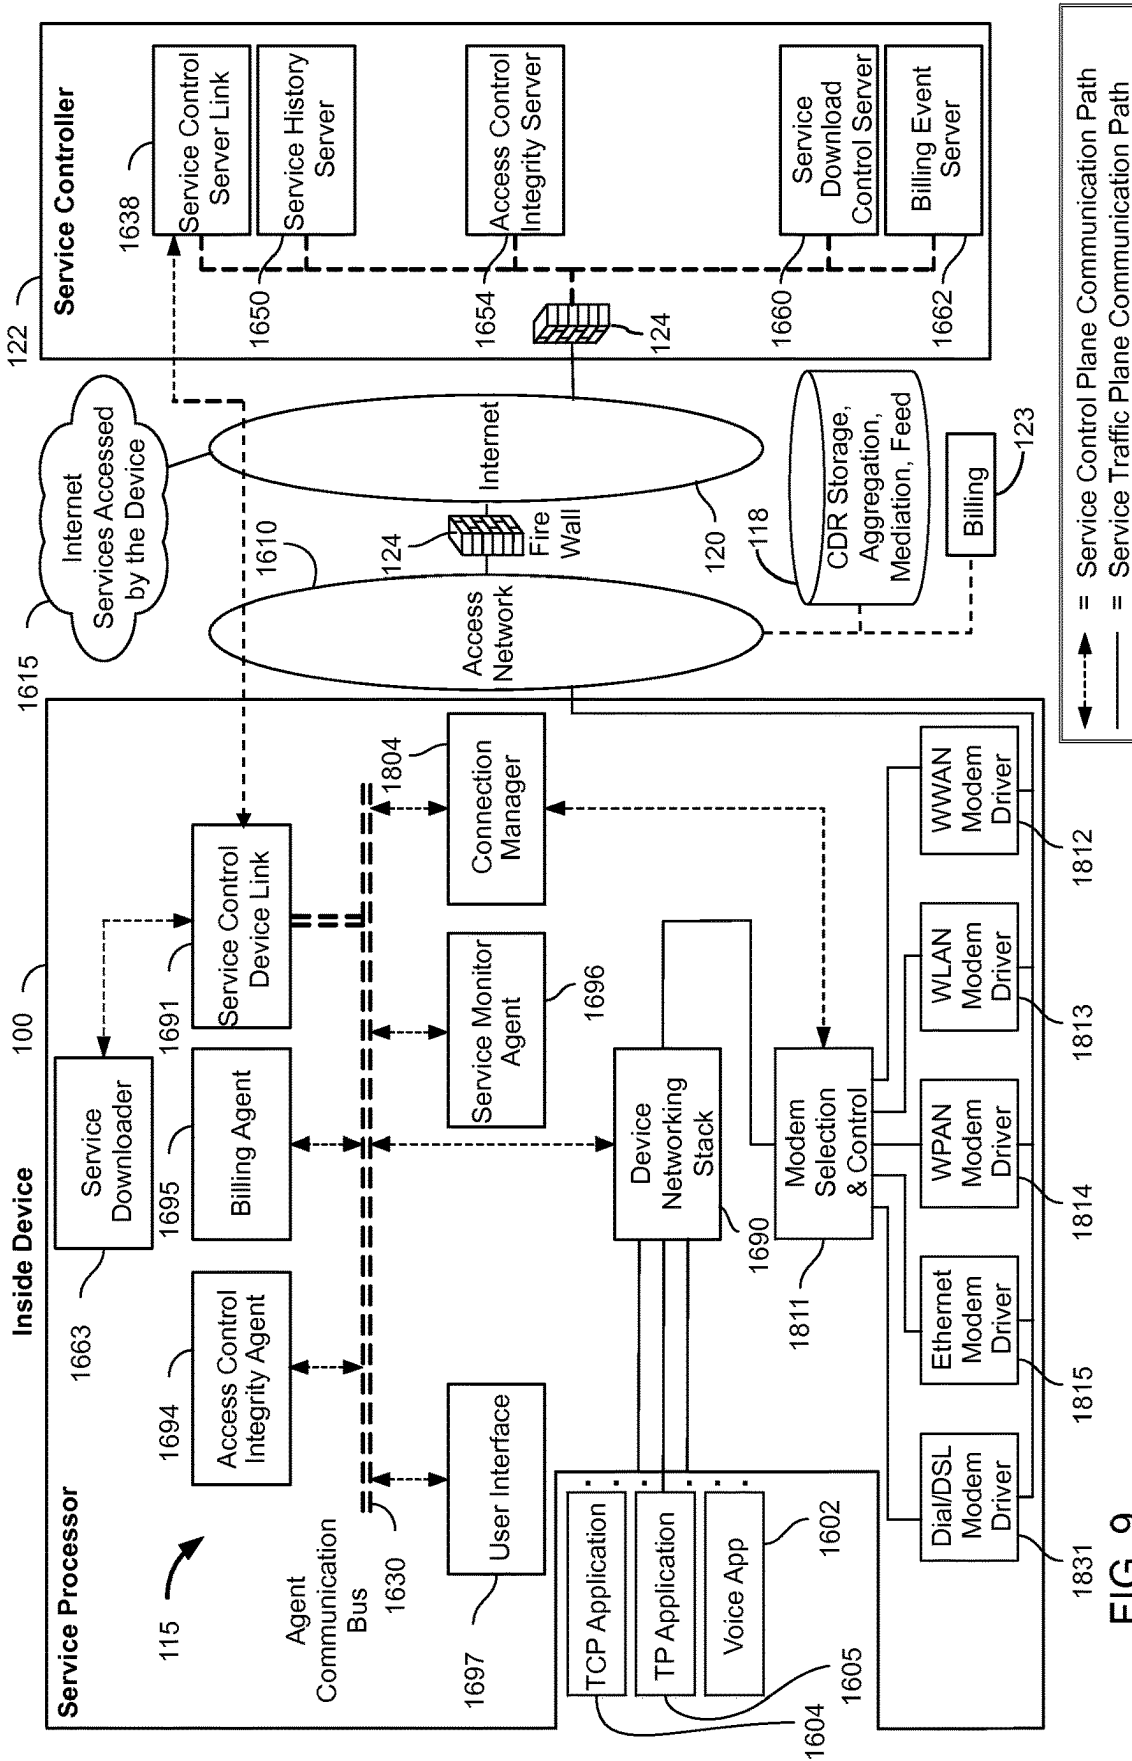 Inside Device
100
Service Processor
115
1663
Service
Downloader
1694
Access Control
Integrity Agent
1695
Billing Agent
1691
Service Control
Device Link
Agent
Communication
Bus
1630
1697
User Interface
Service Monitor
Agent
1696
1804
Connection
Manager
TCP Application
TP Application
Voice App
1604
1605
1602
Device
Networking
Stack
1690
Modem
Selection
& Control
1811
Dial/DSL
Modem
Driver
1831
Ethernet
Modem
Driver
1815
WPAN
Modem
Driver
1814
WLAN
Modem
Driver
1813
WWAN
Modem
Driver
1812
1615
Internet
Services Accessed
by the Device
1610
Access
Network
124
Fire
Wall
Internet
120
118
CDR Storage,
Aggregation,
Mediation, Feed
Billing
123
122
Service Controller
1638
Service Control
Server Link
1650
Service History
Server
1654
Access Control
Integrity Server
124
1660
Service
Download
Control Server
1662
Billing Event
Server
= Service Control Plane Communication Path
= Service Traffic Plane Communication Path
FIG. 9